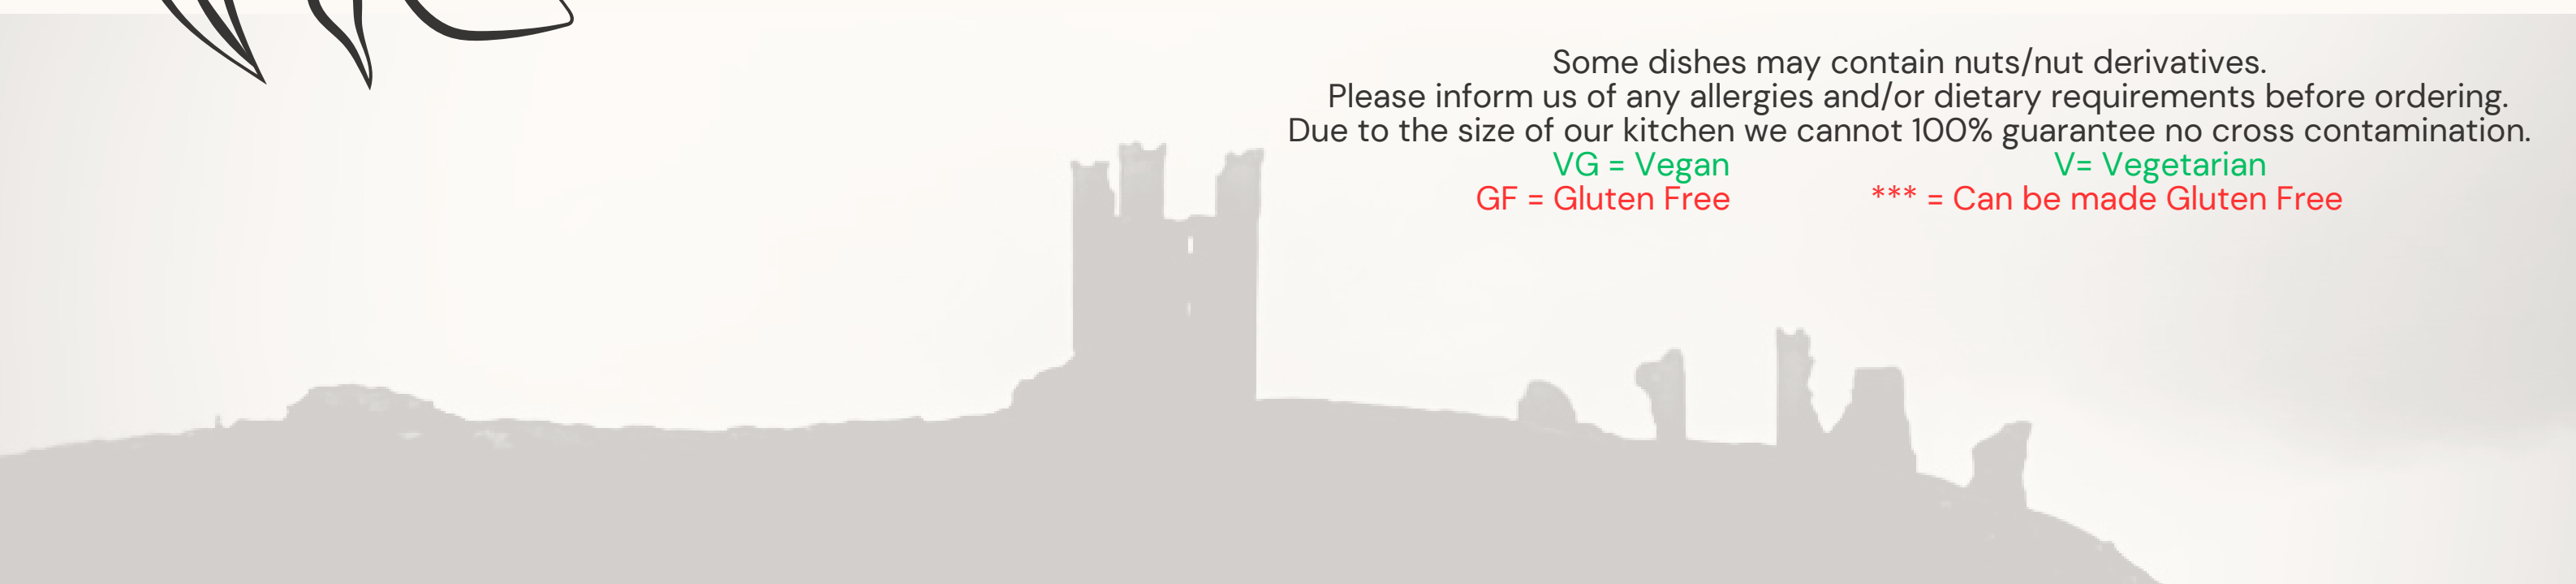 Some dishes may contain nuts/nut derivatives.
Please inform us of any allergies and/or dietary requirements before ordering.
Due to the size of our kitchen we cannot 100% guarantee no cross contamination.
VG = Vegan V= Vegetarian
GF = Gluten Free *** = Can be made Gluten Free